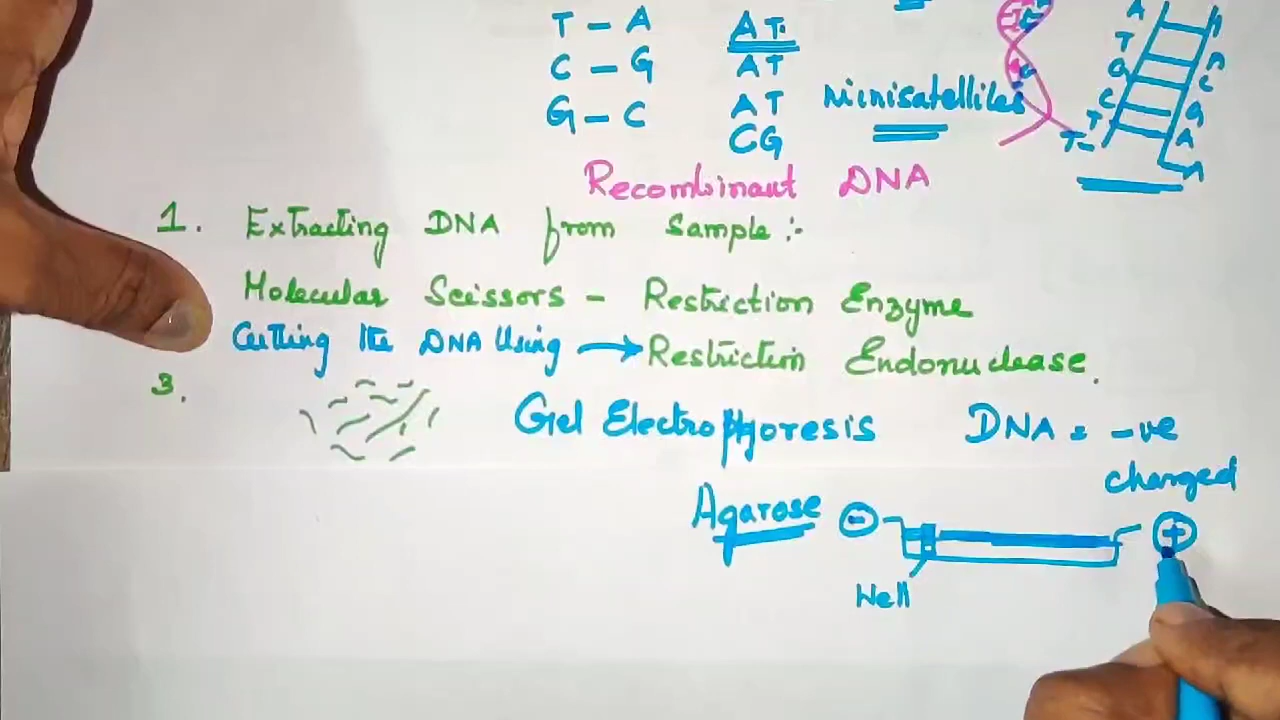 T - A AT
C - G AT
G - C AT
CG
Minisatellites
A
T
G
C
T
T-
A
C
G
A
Recombinant DNA
1. Extracting DNA from Sample :-
Molecular Scissors - Restriction Enzyme
Cutting the DNA Using → Restriction Endonuclease.
3.
Gel Electrophoresis DNA = -ve
charged
Agarose - +
Well